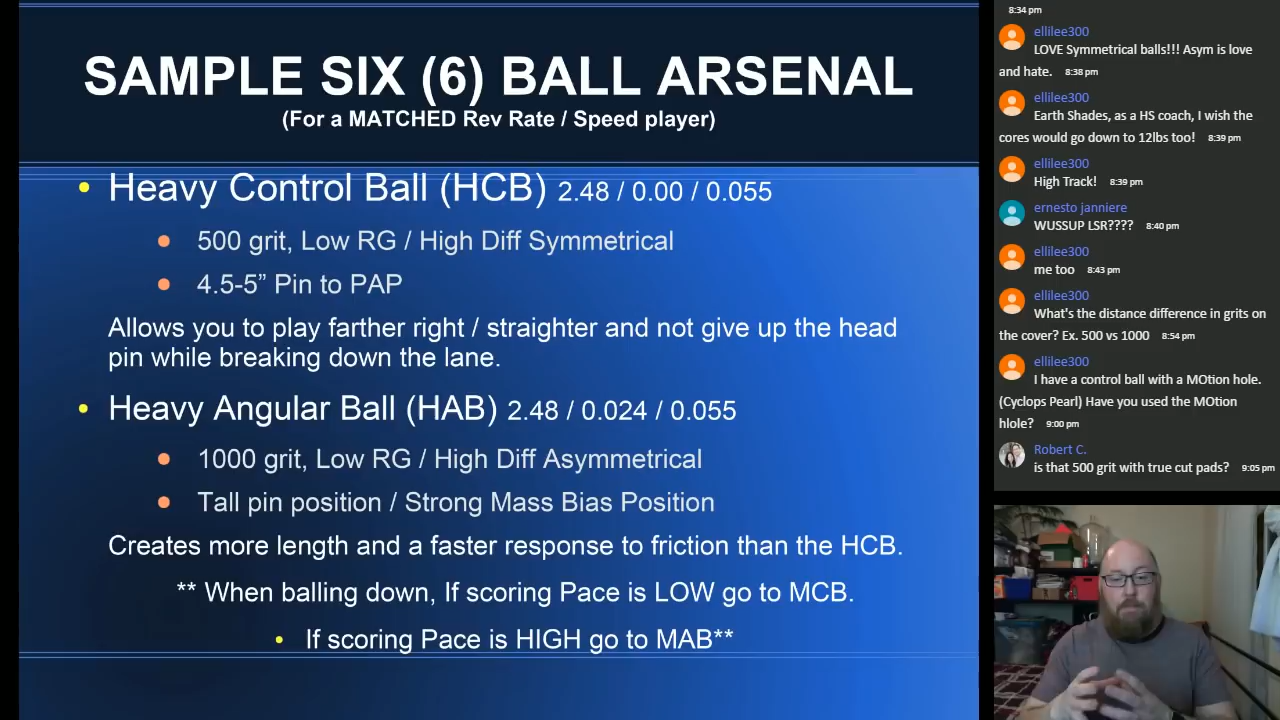 SAMPLE SIX (6) BALL ARSENAL
(For a MATCHED Rev Rate / Speed player)
• Heavy Control Ball (HCB) 2.48 / 0.00 / 0.055
• 500 grit, Low RG / High Diff Symmetrical
• 4.5-5” Pin to PAP
Allows you to play farther right / straighter and not give up the head
pin while breaking down the lane.
• Heavy Angular Ball (HAB) 2.48 / 0.024 / 0.055
• 1000 grit, Low RG / High Diff Asymmetrical
• Tall pin position / Strong Mass Bias Position
Creates more length and a faster response to friction than the HCB.
** When balling down, If scoring Pace is LOW go to MCB.
• If scoring Pace is HIGH go to MAB**
8:34 pm
ellilee300
LOVE Symmetrical balls!!! Asym is love
and hate. 8:38 pm
ellilee300
Earth Shades, as a HS coach, I wish the
cores would go down to 12lbs too! 8:39 pm
ellilee300
High Track! 8:39 pm
ernesto janniere
WUSSUP LSR???? 8:40 pm
ellilee300
me too 8:43 pm
ellilee300
What's the distance difference in grits on
the cover? Ex. 500 vs 1000 8:54 pm
ellilee300
I have a control ball with a MOtion hole.
(Cyclops Pearl) Have you used the MOtion
hlole? 9:00 pm
Robert C.
is that 500 grit with true cut pads? 9:05 pm